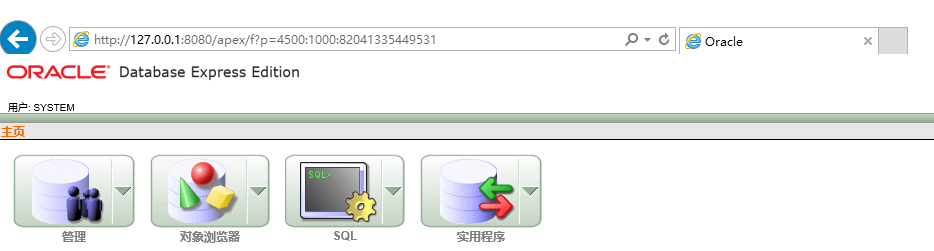 http://127.0.0.1:8080/apex/f?p=4500:1000:82041335449531
Oracle
ORACLE® Database Express Edition
用户: SYSTEM
主页
SQL>
管理 对象浏览器 SQL 实用程序